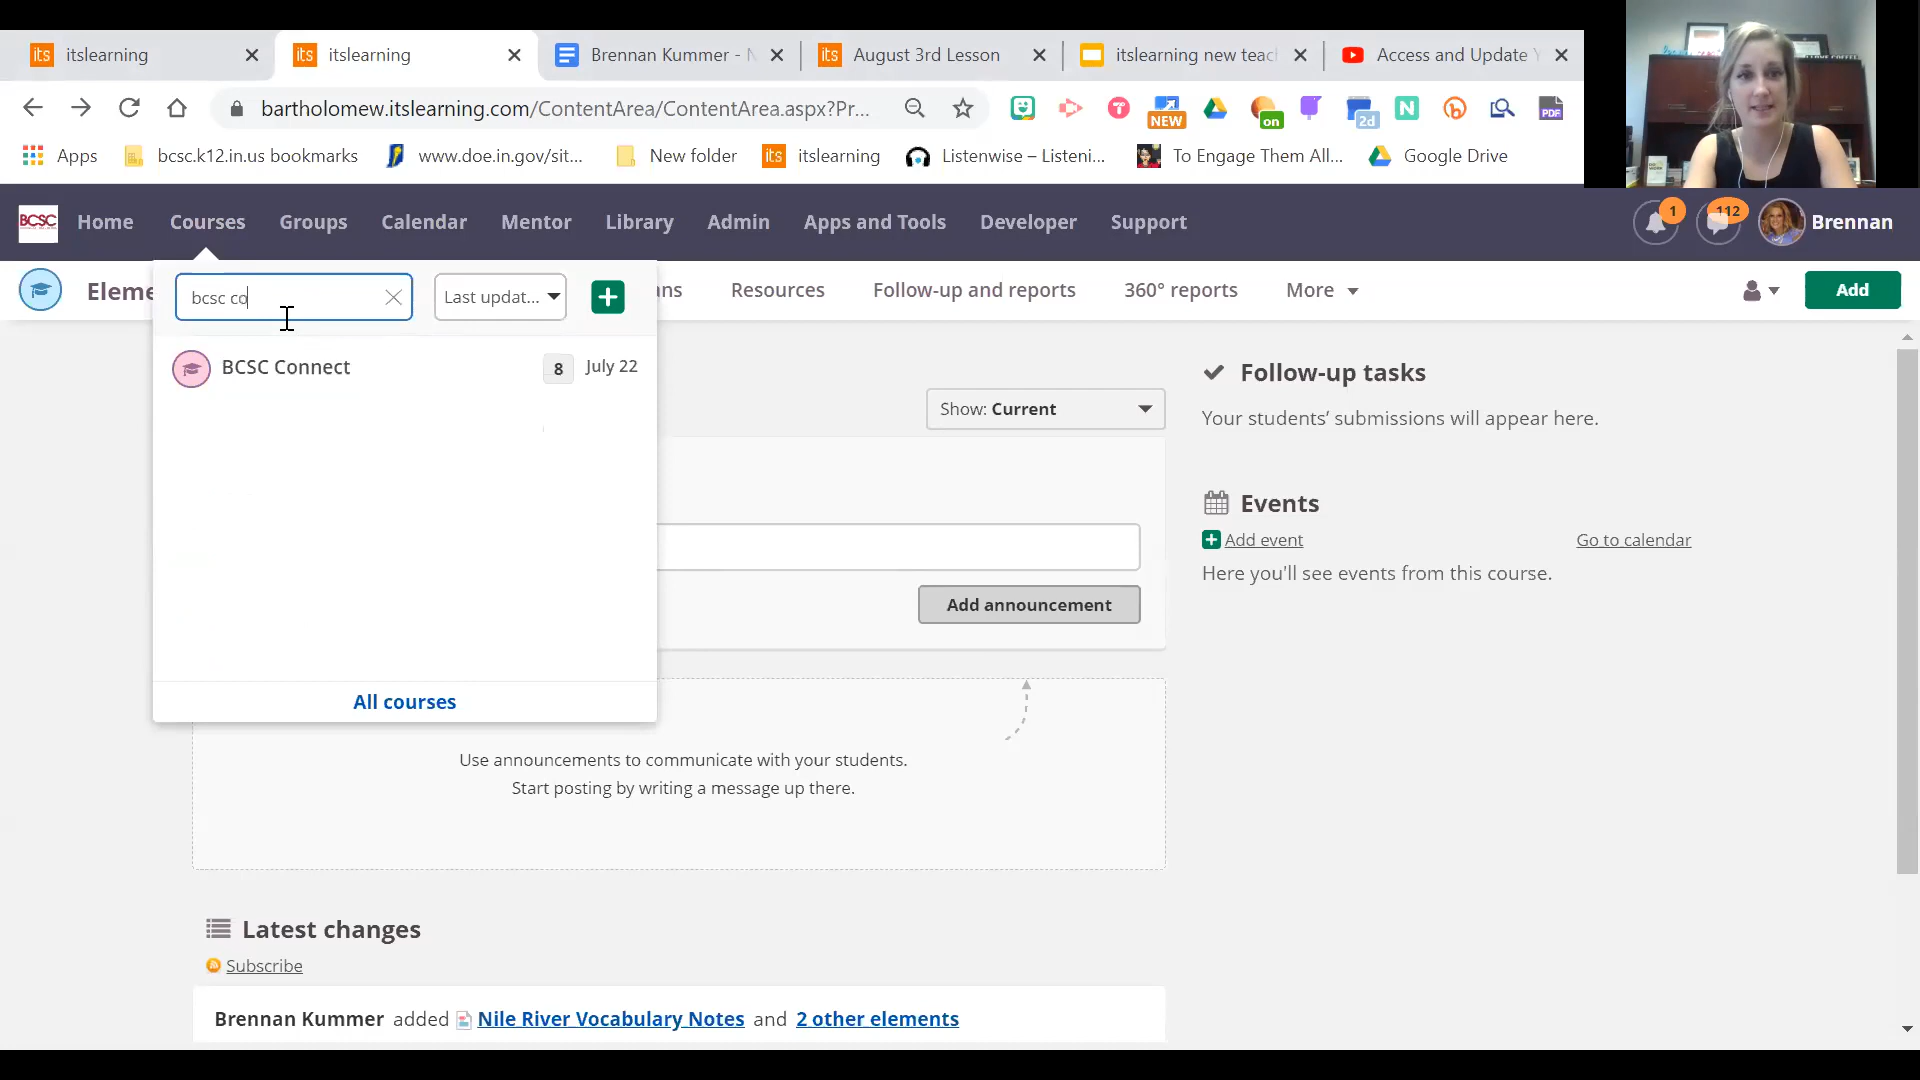 itslearning
itslearning
Brennan Kummer - N
August 3rd Lesson
itslearning new teac
Access and Update Y
bartholomew.itslearning.com/ContentArea/ContentArea.aspx?Pr...
NEW
on
2d
N
PDF
Apps
bcsc.k12.in.us bookmarks
www.doe.in.gov/sit...
New folder
its
itslearning
Listenwise – Listeni...
To Engage Them All...
Google Drive
BCSC
Home
Courses
Groups
Calendar
Mentor
Library
Admin
Apps and Tools
Developer
Support
1
112
Brennan
Eleme
bcsc co
Last updat...
ans
Resources
Follow-up and reports
360° reports
More
Add
BCSC Connect
8
July 22
All courses
Show: Current
Add announcement
Use announcements to communicate with your students.
Start posting by writing a message up there.
Follow-up tasks
Your students’ submissions will appear here.
Events
Add event
Go to calendar
Here you'll see events from this course.
Latest changes
Subscribe
Brennan Kummer added Nile River Vocabulary Notes and 2 other elements